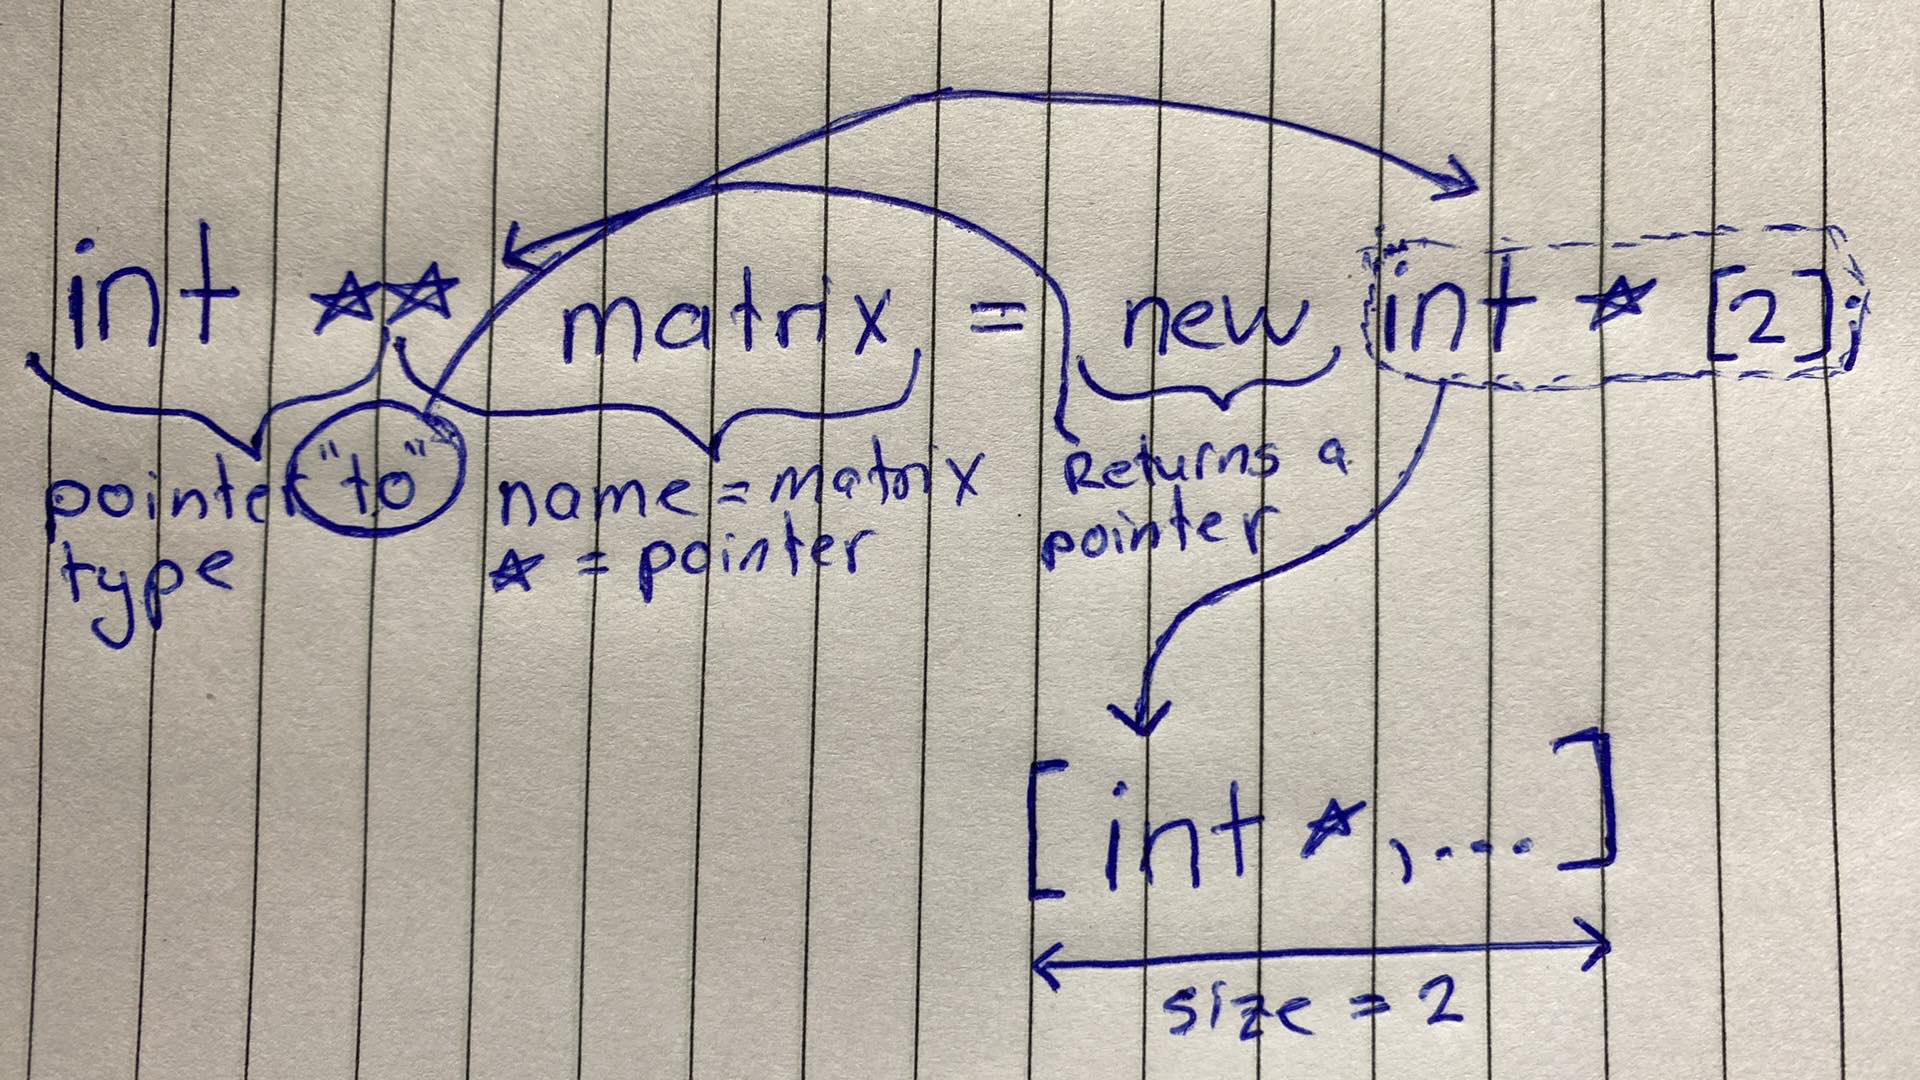 int ** matrix = new int * [2];
pointer "to"
type
name = matrix
* = pointer
Returns a
pointer
[int *, ....]
size = 2